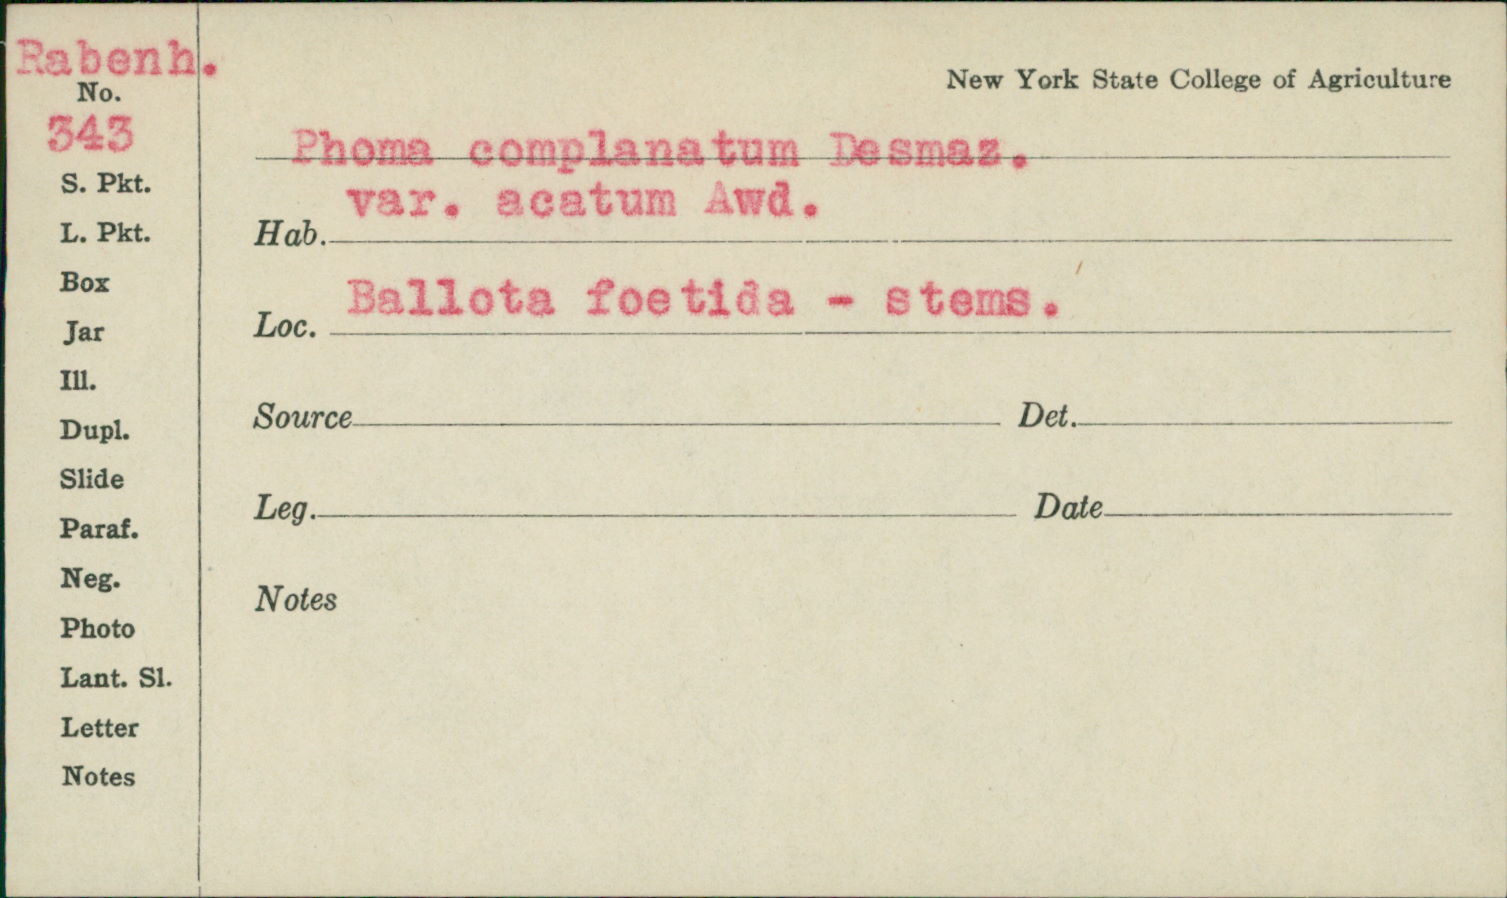 Rabenh.
No.
343
S. Pkt.
L. Pkt.
Box
Jar
Ill.
Dupl.
Slide
Paraf.
Neg.
Photo
Lant. Sl.
Letter
Notes
New York State College of Agriculture
Phoma complanatum Desmaz.
var. acatum Awd.
Hab.
Ballota foetida - stems.
Loc.
Source Det.
Leg. Date
Notes